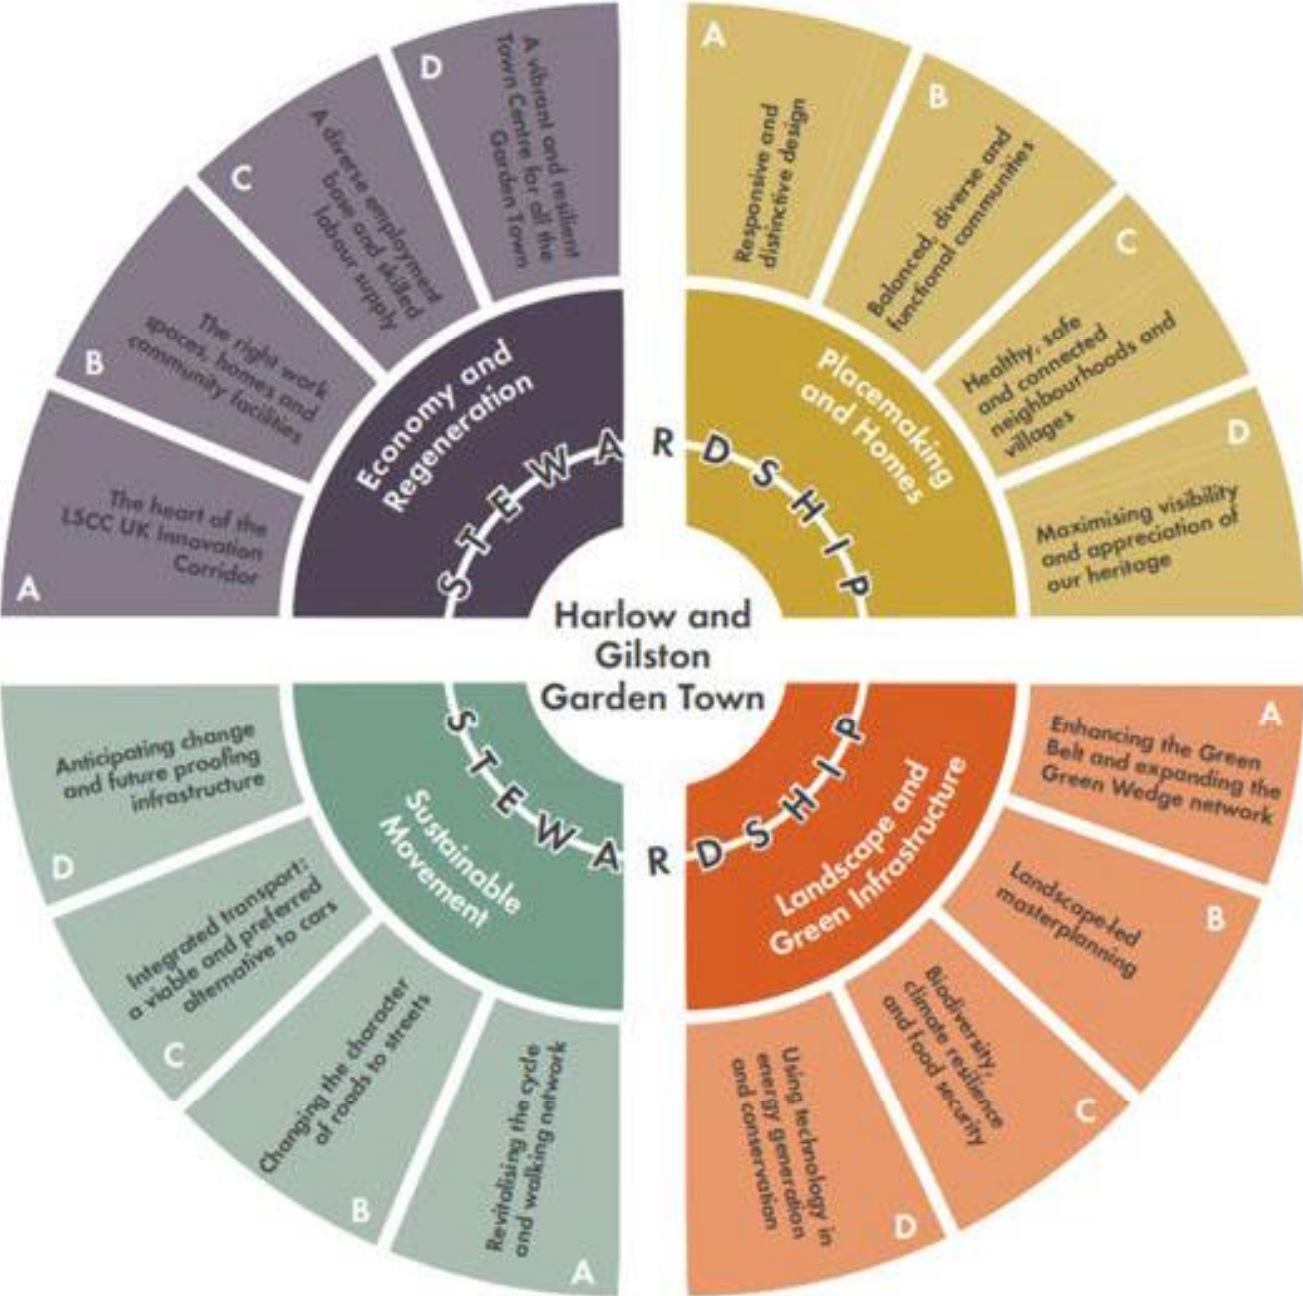 Harlow and
Gilston
Garden Town
STEWARDSHIP
STEWARDSHIP
Placemaking
and Homes
A
Responsive and
distinctive design
B
Balanced, diverse and
functional communities
C
Healthy, safe
and connected
neighbourhoods and
villages
D
Maximising visibility
and appreciation of
our heritage
Landscape and
Green Infrastructure
A
Enhancing the Green
Belt and expanding the
Green Wedge network
B
Landscape-led
masterplanning
C
Biodiversity,
climate resilience
and food security
D
Using technology in
energy generation
and conservation
Sustainable
Movement
A
Revitalising the cycle
and walking network
B
Changing the character
of roads to streets
C
Integrated transport:
a viable and preferred
alternative to cars
D
Anticipating change
and future proofing
infrastructure
Economy and
Regeneration
A
The heart of the
LSCC UK Innovation
Corridor
B
The right work
spaces, homes and
community facilities
C
A diverse employment
base and skilled
labour supply
D
A vibrant and resilient
Town Centre for all the
Garden Town